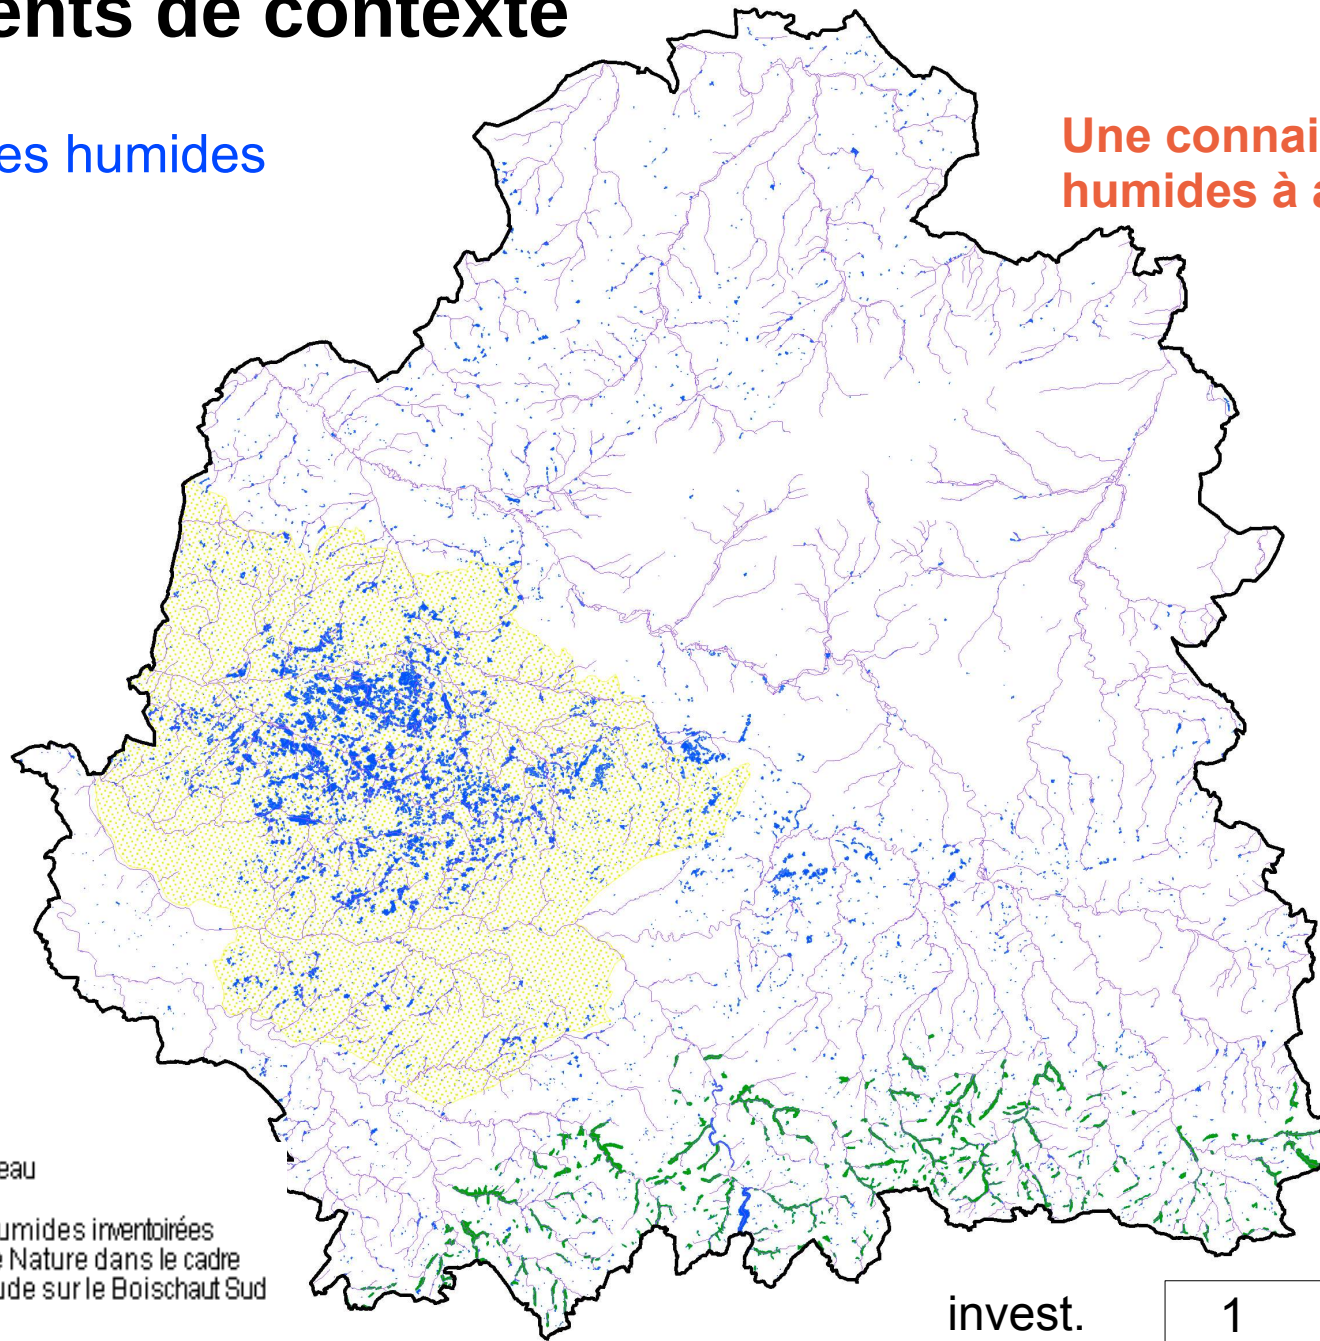 ents de contexte
es humides
Une connai
humides à a
eau
umides inventoirées
e Nature dans le cadre
ude sur le Boischaut Sud
invest.
1